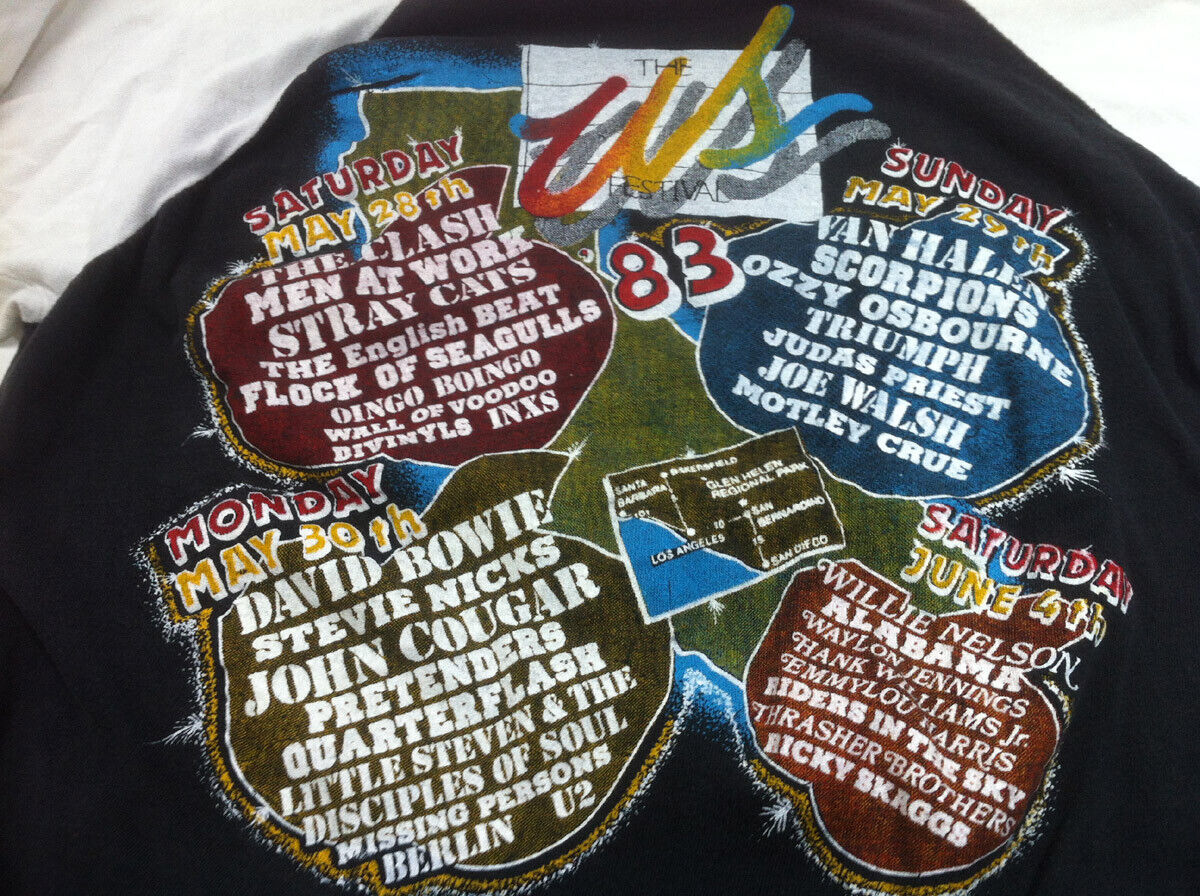 THE
US
FESTIVAL
83
SATURDAY
MAY 28th
THE CLASH
MEN AT WORK
STRAY CATS
THE English BEAT
FLOCK OF SEAGULLS
OINGO BOINGO
WALL OF VOODOO
DIVINYLS INXS
SUNDAY
MAY 29th
VAN HALEN
SCORPIONS
OZZY OSBOURNE
TRIUMPH
JUDAS PRIEST
JOE WALSH
MOTLEY CRUE
MONDAY
MAY 30th
DAVID BOWIE
STEVIE NICKS
JOHN COUGAR
PRETENDERS
QUARTERFLASH
LITTLE STEVEN & THE
DISCIPLES OF SOUL
MISSING PERSONS
BERLIN U2
BAKERSFIELD
SANTA
BARBARA
101
GLEN HELEN
REGIONAL PARK
10
SAN
BERNARDINO
15
LOS ANGELES
SAN DIEGO
SATURDAY
JUNE 4th
WILLIE NELSON
ALABAMA
WAYLON JENNINGS
HANK WILLIAMS Jr.
EMMYLOU HARRIS
RIDERS IN THE SKY
THRASHER BROTHERS
RICKY SKAGGS